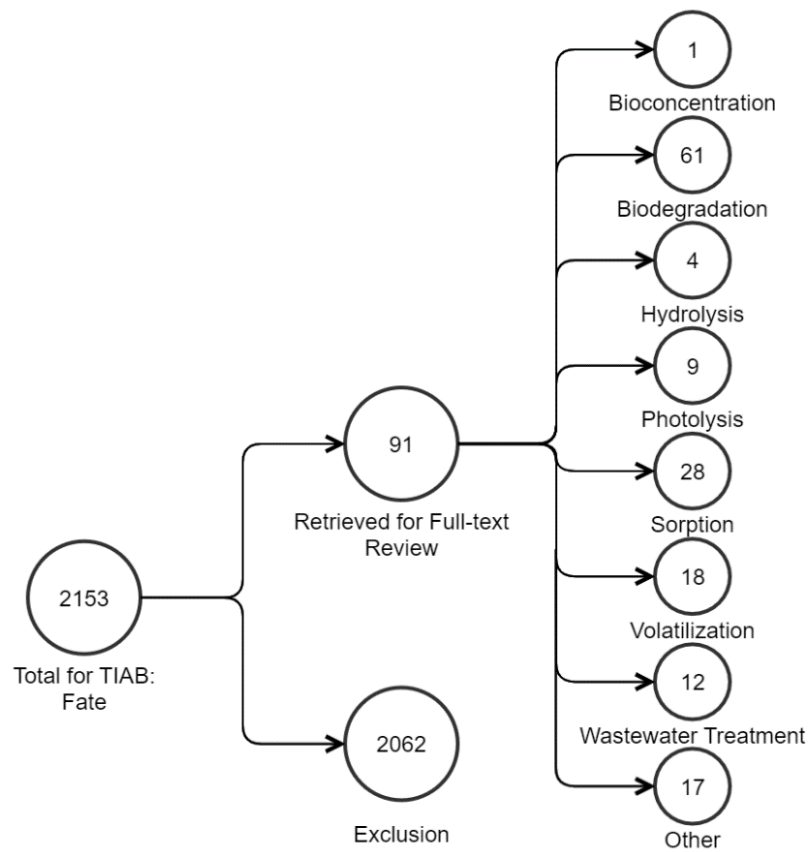 2153
Total for TIAB:
Fate
91
Retrieved for Full-text
Review
2062
Exclusion
1
Bioconcentration
61
Biodegradation
4
Hydrolysis
9
Photolysis
28
Sorption
18
Volatilization
12
Wastewater Treatment
17
Other